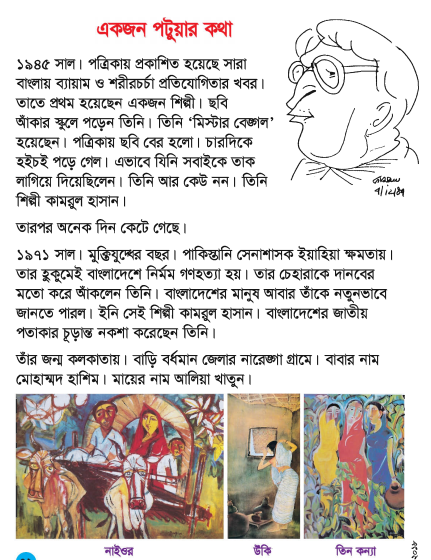 একজন পটুয়ার কথা
১৯৪৫ সাল। পত্রিকায় প্রকাশিত হয়েছে সারা
বাংলায় ব্যায়াম ও শরীরচর্চা প্রতিযোগিতার খবর।
তাতে প্রথম হয়েছেন একজন শিল্পী। ছবি
আঁকার স্কুলে পড়েন তিনি। তিনি ‘মিস্টার বেঙ্গল’
হয়েছেন। পত্রিকায় ছবি বের হলো। চারদিকে
হইচই পড়ে গেল। এভাবে যিনি সবাইকে তাক
লাগিয়ে দিয়েছিলেন। তিনি আর কেউ নন। তিনি
শিল্পী কামরুল হাসান।
তারপর অনেক দিন কেটে গেছে।
১৯৭১ সাল। মুক্তিযুদ্ধের বছর। পাকিস্তানি সেনাশাসক ইয়াহিয়া ক্ষমতায়।
তার হুকুমেই বাংলাদেশে নির্মম গণহত্যা হয়। তার চেহারাকে দানবের
মতো করে আঁকলেন তিনি। বাংলাদেশের মানুষ আবার তাঁকে নতুনভাবে
জানতে পারল। ইনি সেই শিল্পী কামরুল হাসান। বাংলাদেশের জাতীয়
পতাকার চূড়ান্ত নকশা করেছেন তিনি।
তাঁর জন্ম কলকাতায়। বাড়ি বর্ধমান জেলার নারেঙ্গা গ্রামে। বাবার নাম
মোহাম্মদ হাশিম। মায়ের নাম আলিয়া খাতুন।
নাইওর
উকি
তিন কন্যা
২০১৮